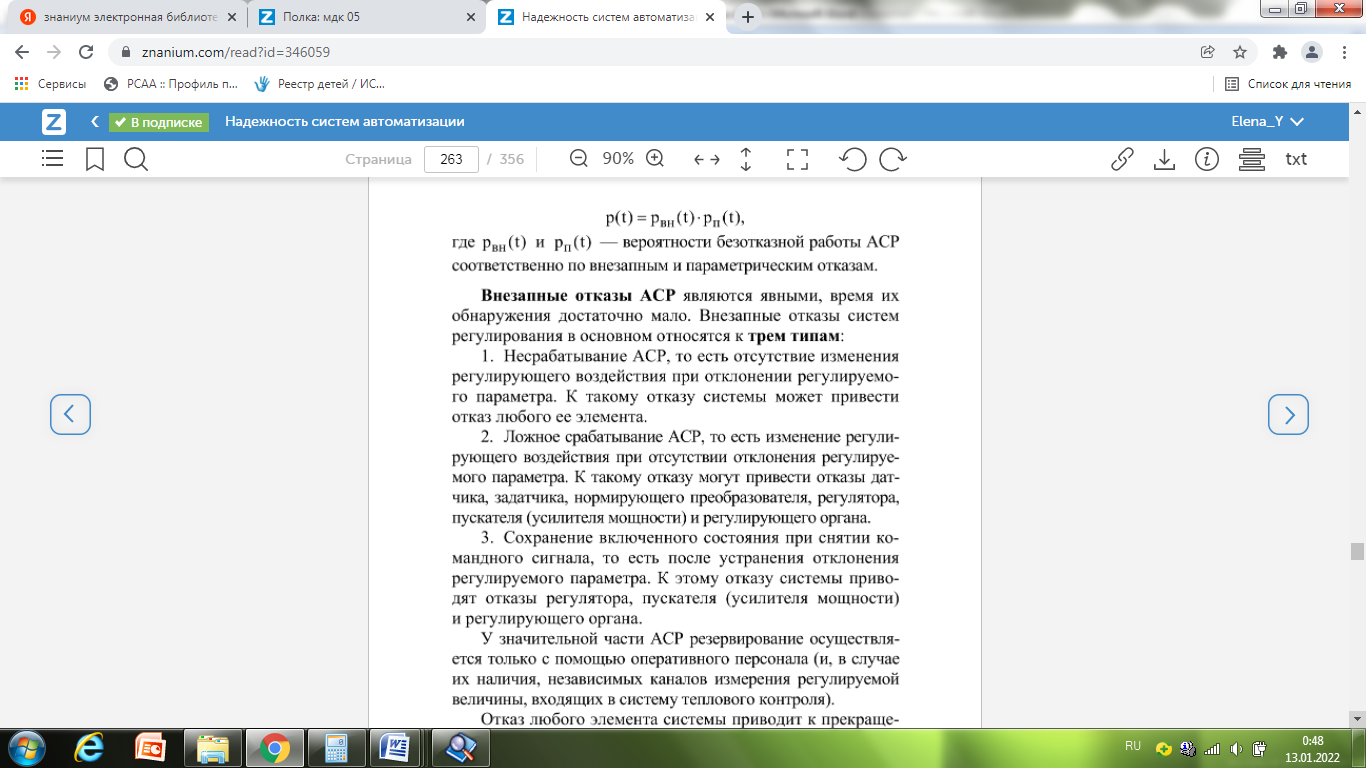 знаниум электронная библиоте
Полка: мдк 05
Надежность систем автоматиза
znanium.com/read?id=346059
Сервисы
PCAA :: Профиль п...
Реестр детей / ИС...
Список для чтения
Z
В подписке
Надежность систем автоматизации
Elena_Y
Страница 263 / 356
90%
txt
p(t) = pвн(t) · pп(t),
где pвн(t) и pп(t) — вероятности безотказной работы АСР
соответственно по внезапным и параметрическим отказам.
Внезапные отказы АСР являются явными, время их
обнаружения достаточно мало. Внезапные отказы систем
регулирования в основном относятся к трем типам:
1. Несрабатывание АСР, то есть отсутствие изменения
регулирующего воздействия при отклонении регулируемо-
го параметра. К такому отказу системы может привести
отказ любого ее элемента.
2. Ложное срабатывание АСР, то есть изменение регули-
рующего воздействия при отсутствии отклонения регулируе-
мого параметра. К такому отказу могут привести отказы дат-
чика, задатчика, нормирующего преобразователя, регулятора,
пускателя (усилителя мощности) и регулирующего органа.
3. Сохранение включенного состояния при снятии ко-
мандного сигнала, то есть после устранения отклонения
регулируемого параметра. К этому отказу системы приво-
дят отказы регулятора, пускателя (усилителя мощности)
и регулирующего органа.
У значительной части АСР резервирование осуществля-
ется только с помощью оперативного персонала (и, в случае
их наличия, независимых каналов измерения регулируемой
величины, входящих в систему теплового контроля).
Отказ любого элемента системы приводит к прекраще-
RU
0:48
13.01.2022